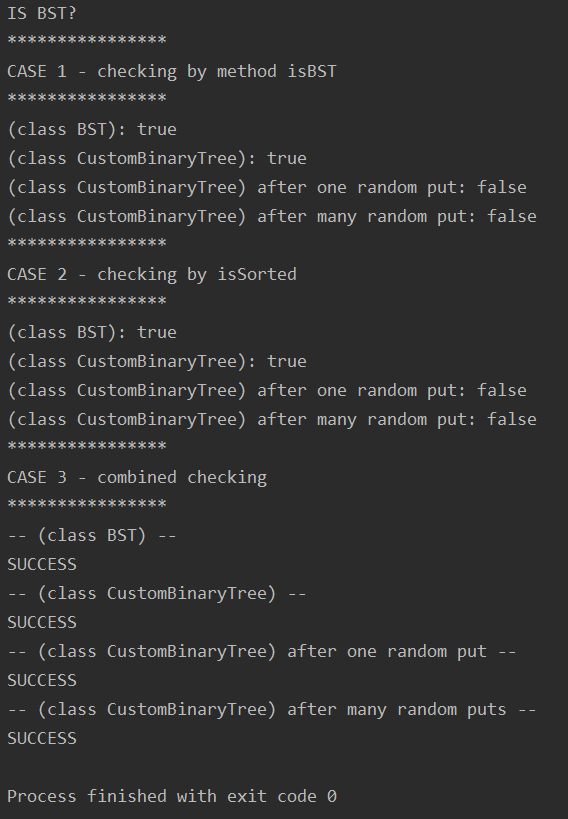 IS BST?
****************
CASE 1 - checking by method isBST
****************
(class BST): true
(class CustomBinaryTree): true
(class CustomBinaryTree) after one random put: false
(class CustomBinaryTree) after many random put: false
****************
CASE 2 - checking by isSorted
****************
(class BST): true
(class CustomBinaryTree): true
(class CustomBinaryTree) after one random put: false
(class CustomBinaryTree) after many random put: false
****************
CASE 3 - combined checking
****************
-- (class BST) --
SUCCESS
-- (class CustomBinaryTree) --
SUCCESS
-- (class CustomBinaryTree) after one random put --
SUCCESS
-- (class CustomBinaryTree) after many random puts --
SUCCESS
Process finished with exit code 0